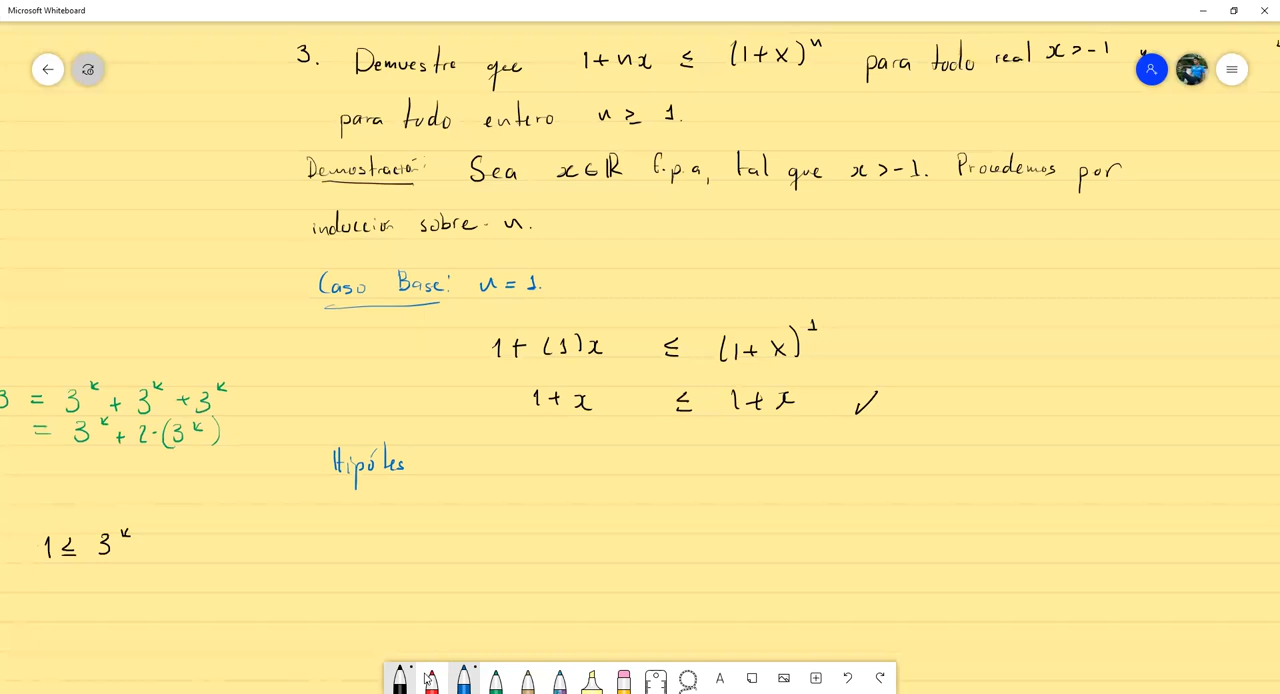 Microsoft Whiteboard
3. Demuestre que 1+nx ≤ (1+x)^n para todo real x>-1 y
para todo entero n ≥ 1.
Demostració: Sea x∈ℝ f.p.a, tal que x>-1. Procedemos por
inducción sobre n.
Caso Base: n = 1.
1+(1)x ≤ (1+x)^1
1+x ≤ 1+x ✓
3 = 3^k + 3^k + 3^k
= 3^k + 2·(3^k)
Hipótes
1 ≤ 3^k
A